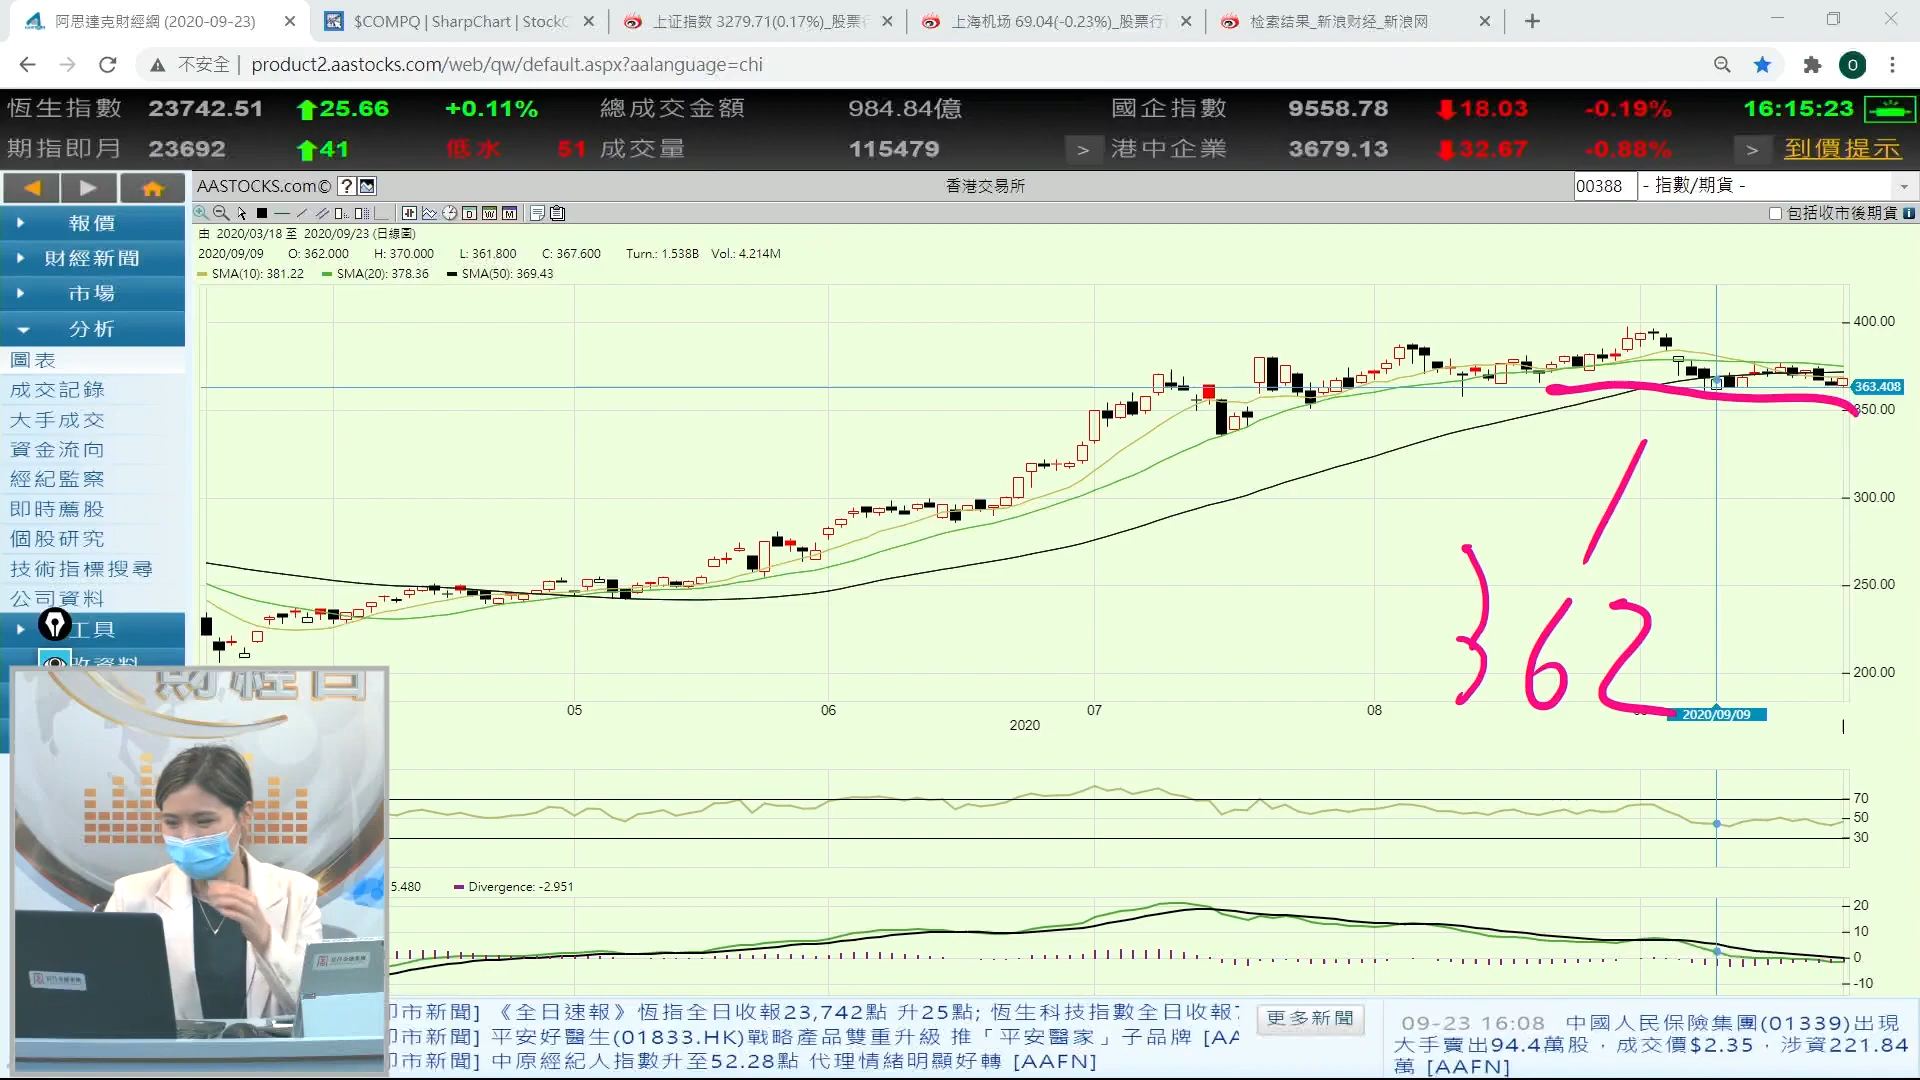 阿思達克財經網 (2020-09-23)
$COMPQ | SharpChart | StockC
上证指数 3279.71(0.17%)_股票行
上海机场 69.04(-0.23%)_股票行
检索结果_新浪财经_新浪网
不安全 | product2.aastocks.com/web/qw/default.aspx?aalanguage=chi
O
恆生指數 23742.51 25.66 +0.11% 總成交金額 984.84億 國企指數 9558.78 18.03 -0.19% 16:15:23
期指即月 23692 41 低水 51 成交量 115479 > 港中企業 3679.13 32.67 -0.88% > 到價提示
AASTOCKS.com© ? 香港交易所 00388 - 指數/期貨 -
D W M 包括收市後期貨 i
報價
財經新聞
市場
分析
圖表
成交記錄
大手成交
資金流向
經紀監察
即時薦股
個股研究
技術指標搜尋
公司資料
工具
由 2020/03/18 至 2020/09/23 (日線圖)
2020/09/09 O: 362.000 H: 370.000 L: 361.800 C: 367.600 Turn.: 1.538B Vol.: 4.214M
SMA(10): 381.22 SMA(20): 378.36 SMA(50): 369.43
400.00
363.408
350.00
300.00
250.00
200.00
362
05 06 07 08 2020/09/09
2020
70
50
30
5.480 Divergence: -2.951
20
10
0
-10
市新聞] 《全日速報》恆指全日收報23,742點 升25點; 恆生科技指數全日收報
市新聞] 平安好醫生(01833.HK)戰略產品雙重升級 推「平安醫家」子品牌 [AA
市新聞] 中原經紀人指數升至52.28點 代理情緒明顯好轉 [AAFN]
更多新聞
09-23 16:08 中國人民保險集團(01339)出現
大手賣出94.4萬股，成交價$2.35，涉資221.84
萬 [AAFN]